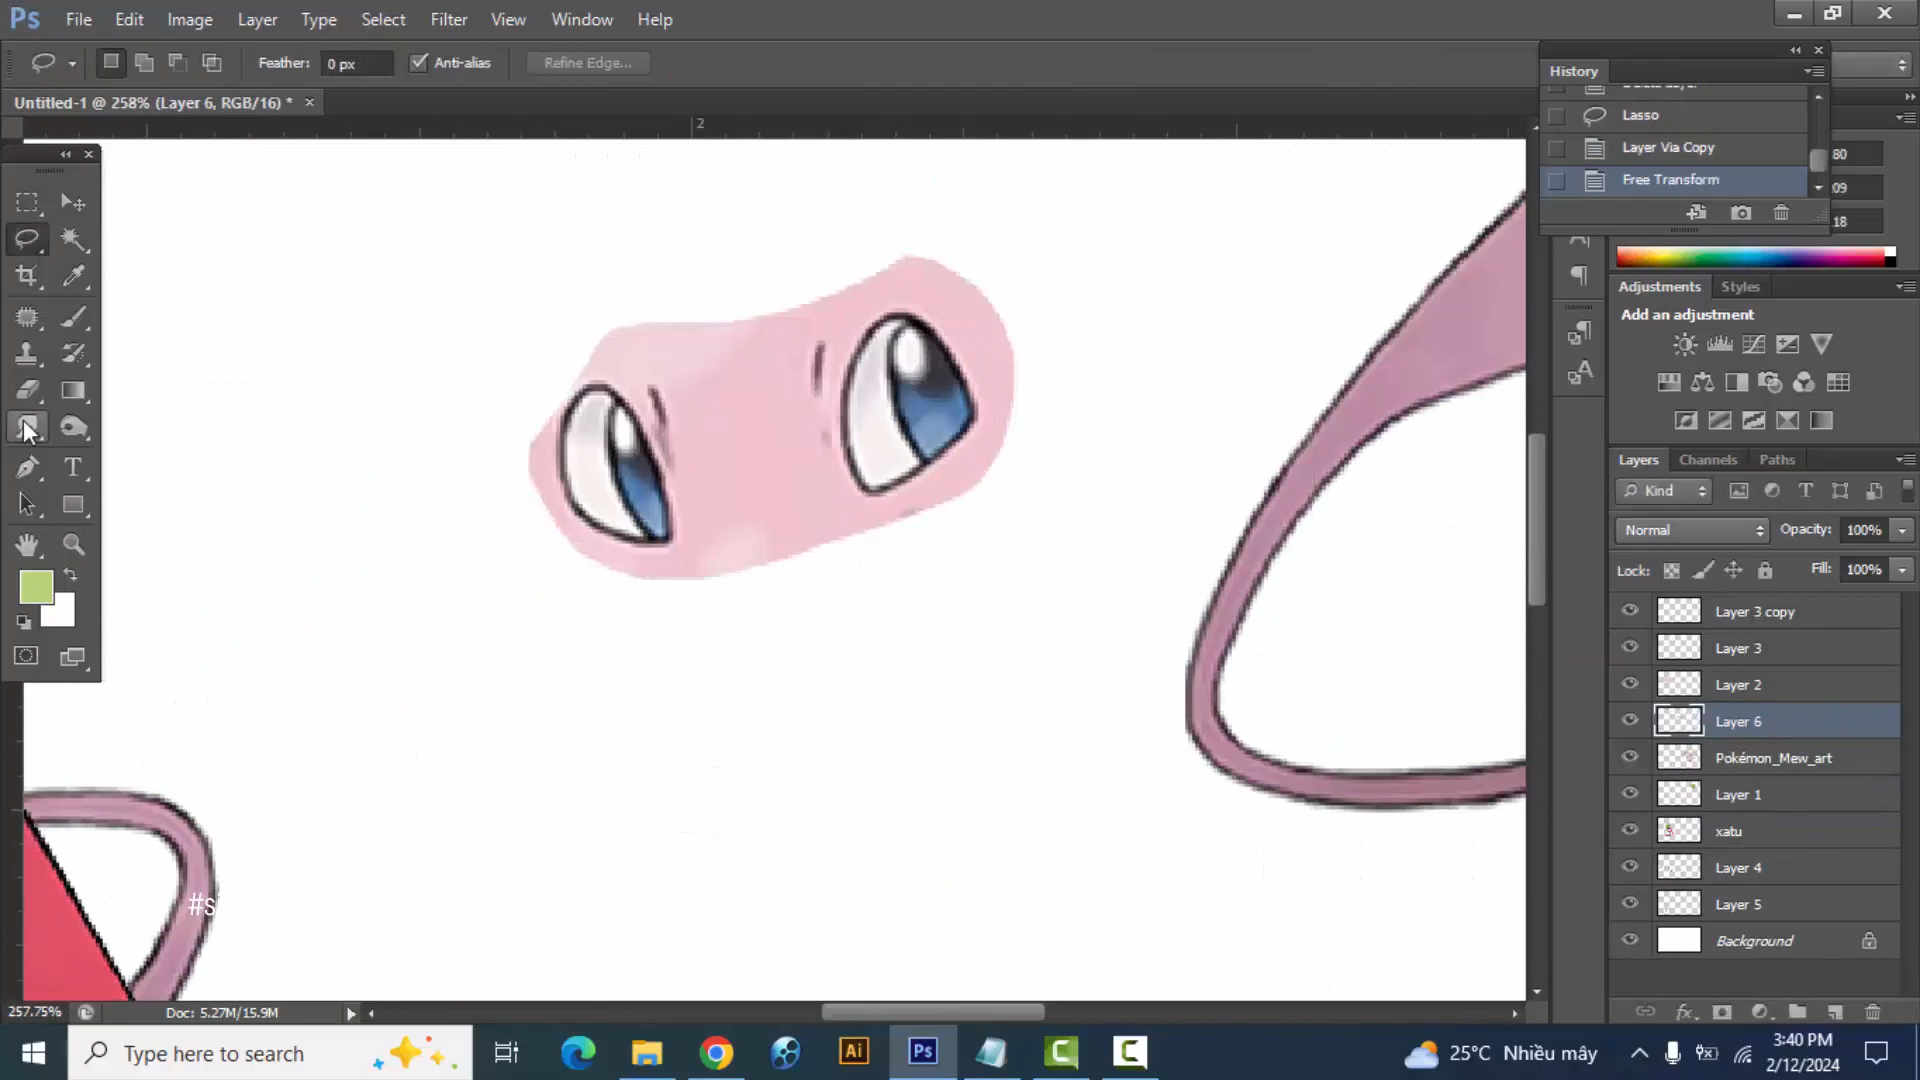 Ps File Edit Image Layer Type Select Filter View Window Help
Feather: 0 px Anti-alias Refine Edge...
Untitled-1 @ 258% (Layer 6, RGB/16) * ×
2
History
Lasso
Layer Via Copy
Free Transform
80
09
18
Adjustments Styles
Add an adjustment
Layers Channels Paths
Kind
Normal Opacity: 100%
Lock: Fill: 100%
Layer 3 copy
Layer 3
Layer 2
Layer 6
Pokémon_Mew_art
Layer 1
xatu
Layer 4
Layer 5
Background
#s
257.75% Doc: 5.27M/15.9M
Type here to search
Ai Ps
25°C Nhiều mây
3:40 PM
2/12/2024